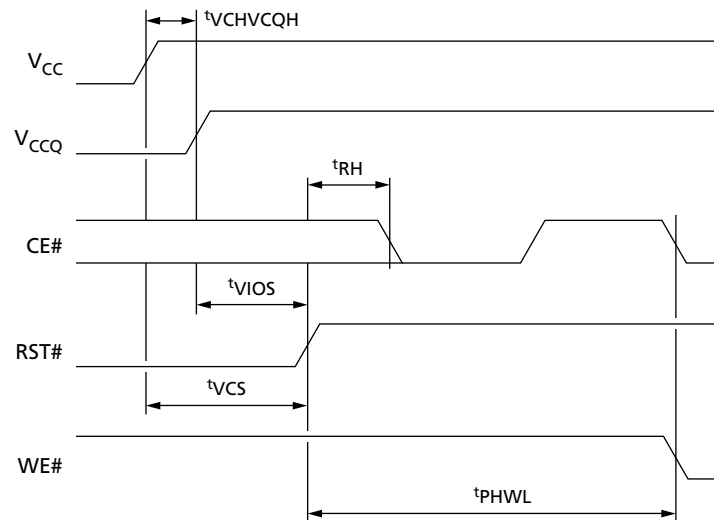 tVCHVCQH
VCC
VCCQ
tRH
CE#
tVIOS
RST#
tVCS
WE#
tPHWL